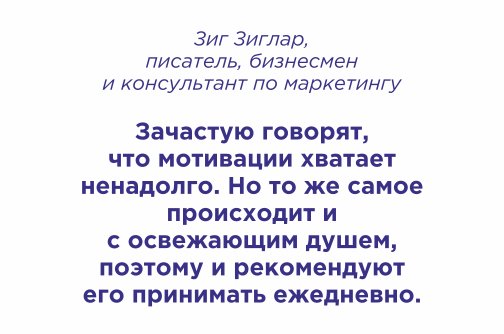 Зиг Зиглар,
писатель, бизнесмен
и консультант по маркетингу
Зачастую говорят,
что мотивации хватает
ненадолго. Но то же самое
происходит и
с освежающим душем,
поэтому и рекомендуют
его принимать ежедневно.